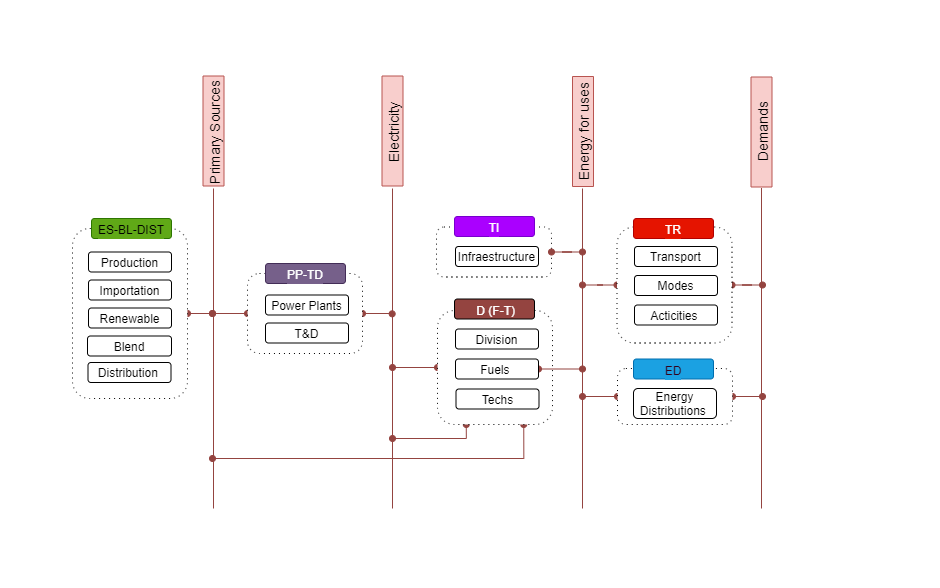 Primary Sources
Electricity
Energy for uses
Demands
ES-BL-DIST
Production
Importation
Renewable
Blend
Distribution
PP-TD
Power Plants
T&D
TI
Infraestructure
D (F-T)
Division
Fuels
Techs
TR
Transport
Modes
Acticities
ED
Energy
Distributions